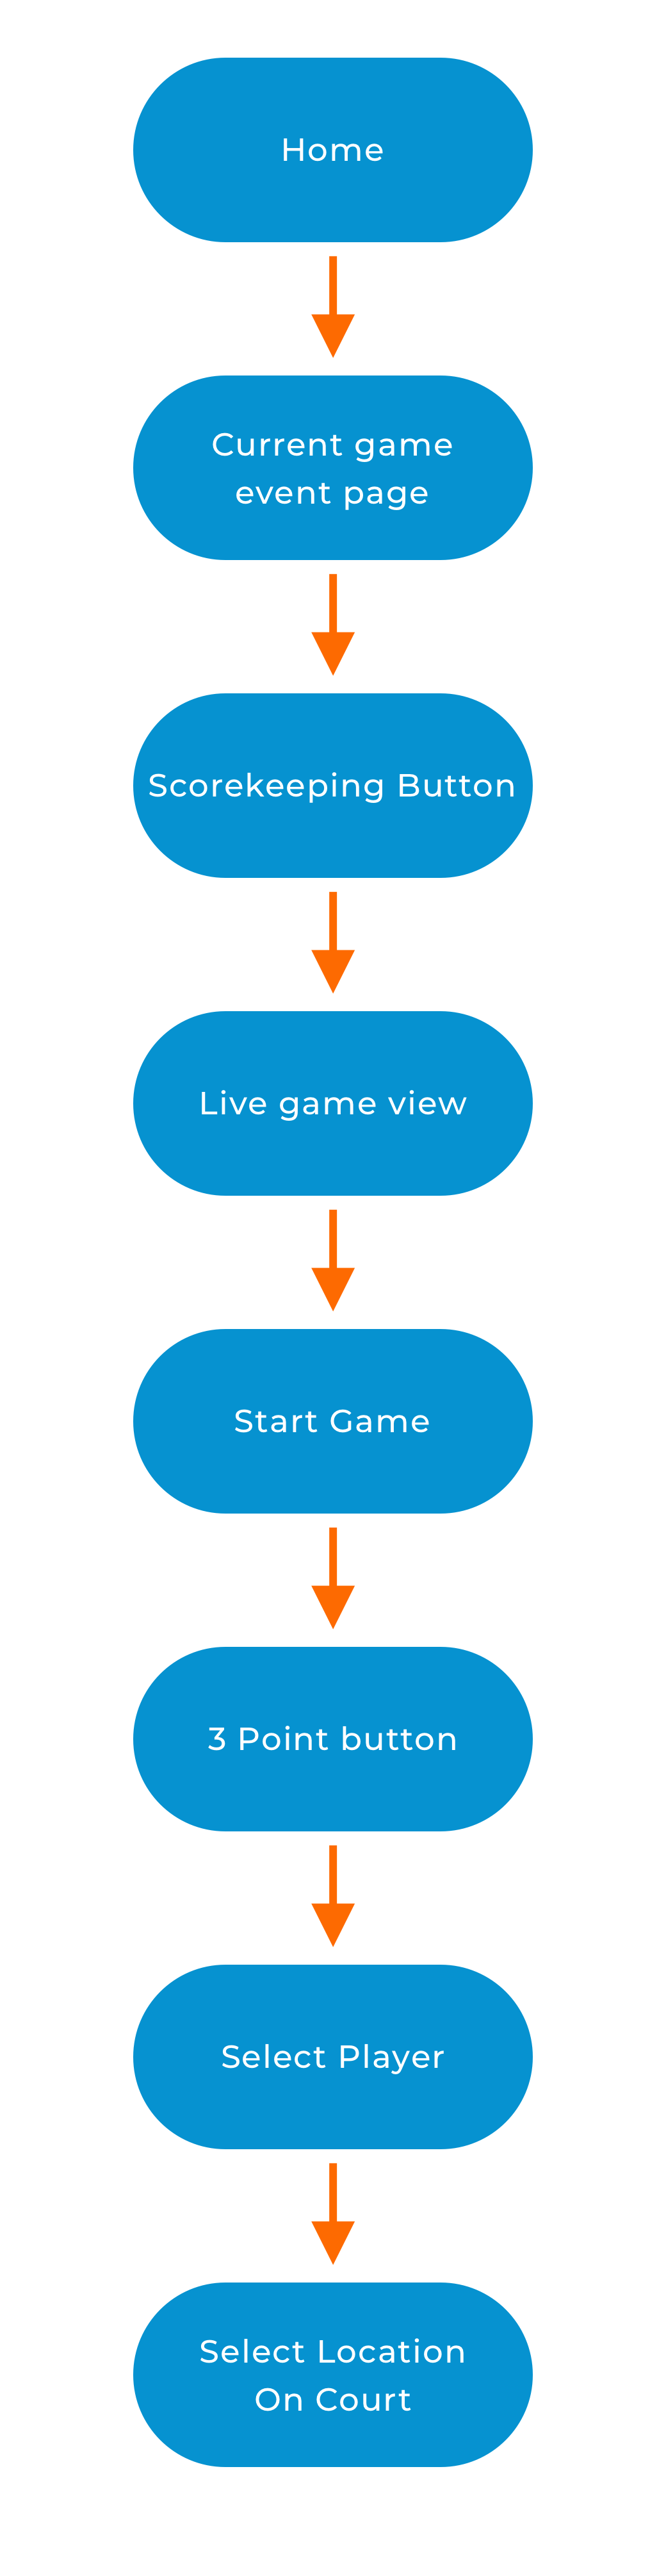 Home
Current game
event page
Scorekeeping Button
Live game view
Start Game
3 Point button
Select Player
Select Location
On Court